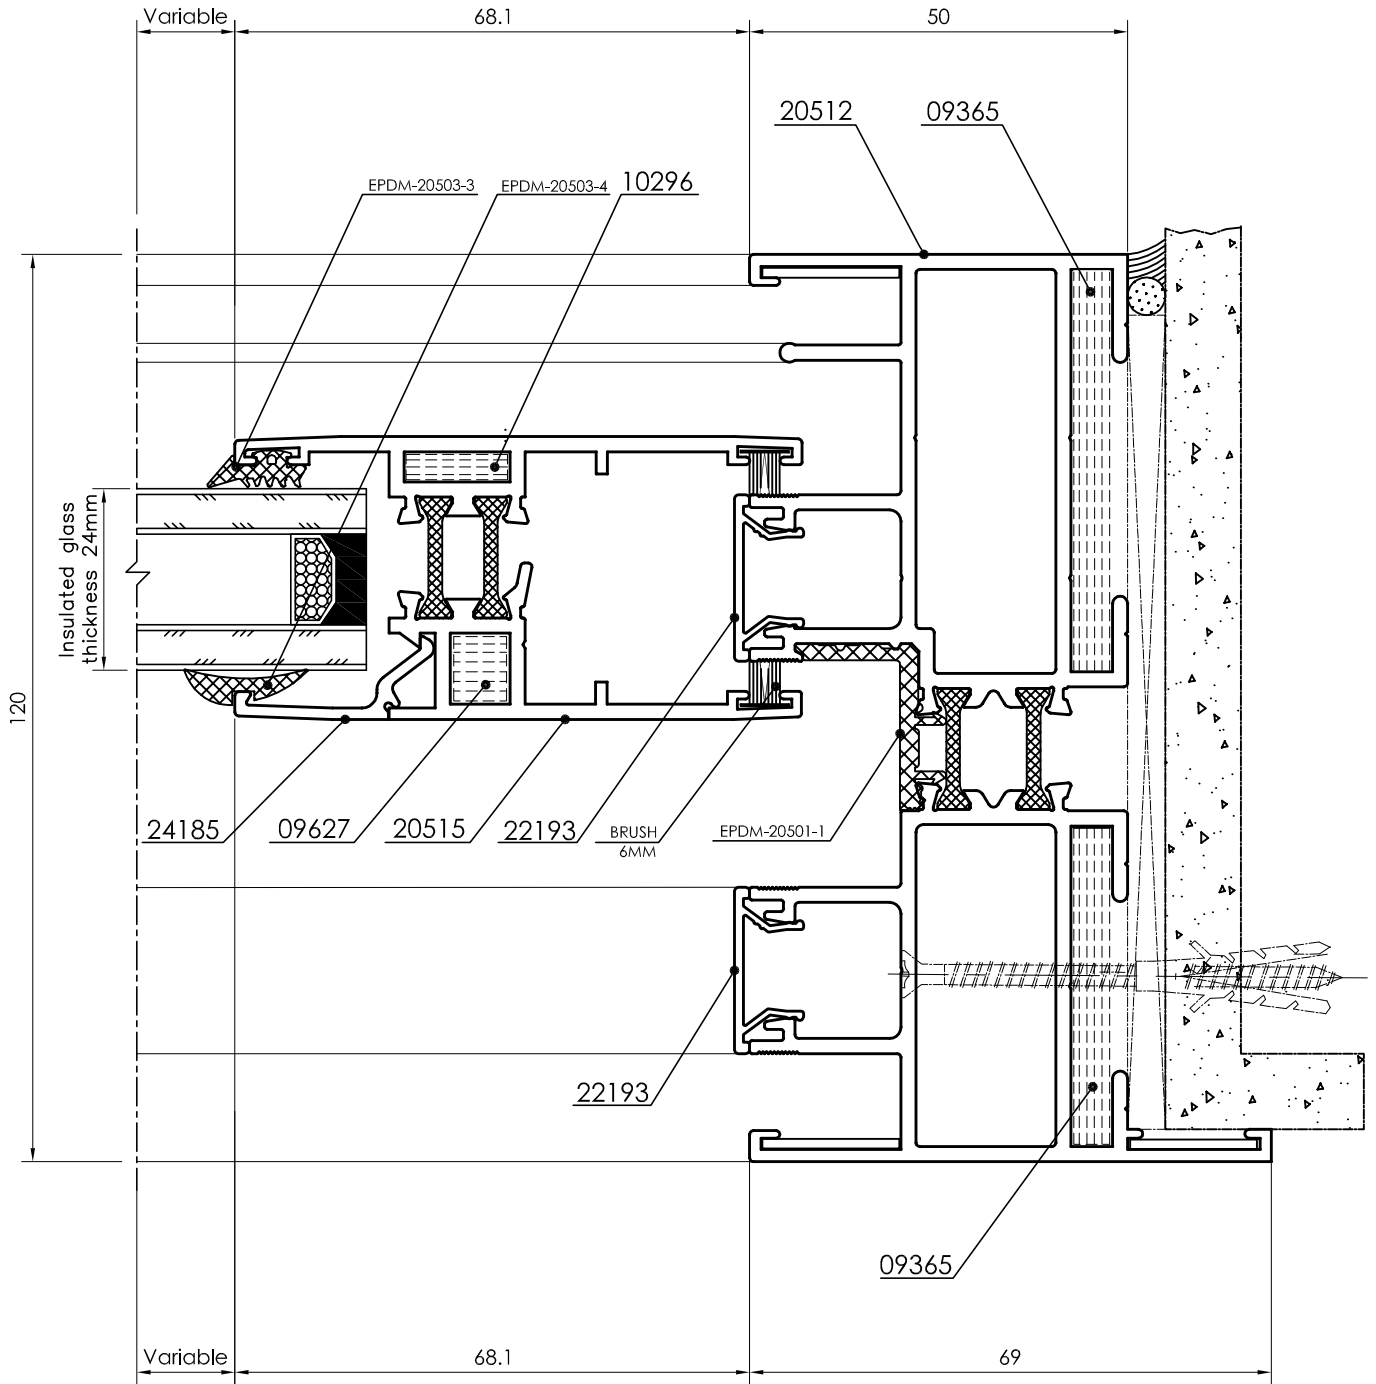 Variable
68.1
50
20512
09365
EPDM-20503-3
EPDM-20503-4
10296
Insulated glass
thickness 24mm
120
24185
09627
20515
22193
BRUSH
6MM
EPDM-20501-1
22193
09365
Variable
68.1
69